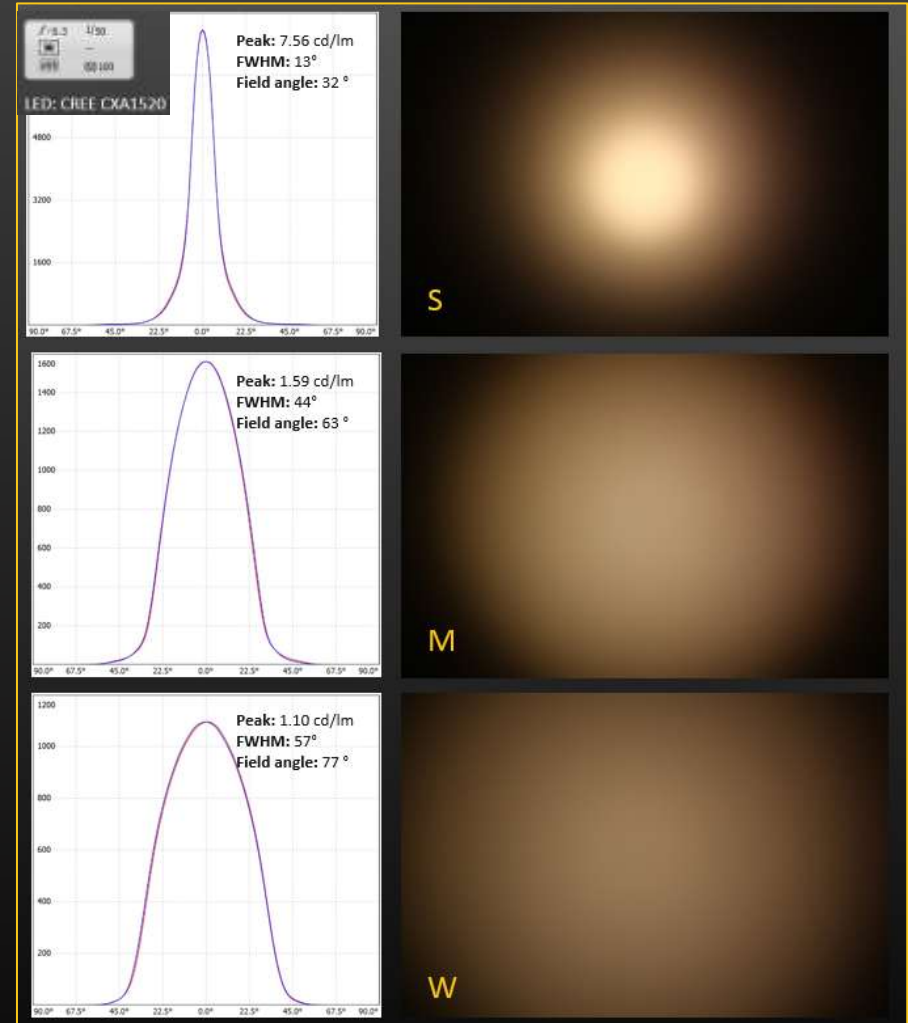 1/30
LED: CREE CXA1520
Peak: 7.56 cd/lm
FWHM: 13°
Field angle: 32 °
4800
3200
1600
90.0° 67.5° 45.0° 22.5° 0.0° 22.5° 45.0° 67.5° 90.0°
S
1600
Peak: 1.59 cd/lm
1400
FWHM: 44°
Field angle: 63 °
1200
1000
800
600
400
200
90.0° 67.5° 45.0° 22.5° 0.0° 22.5° 45.0° 67.5° 90.0°
M
1200
Peak: 1.10 cd/lm
1000
FWHM: 57°
Field angle: 77 °
800
600
400
200
90.0° 67.5° 45.0° 22.5° 0.0° 22.5° 45.0° 67.5° 90.0°
W